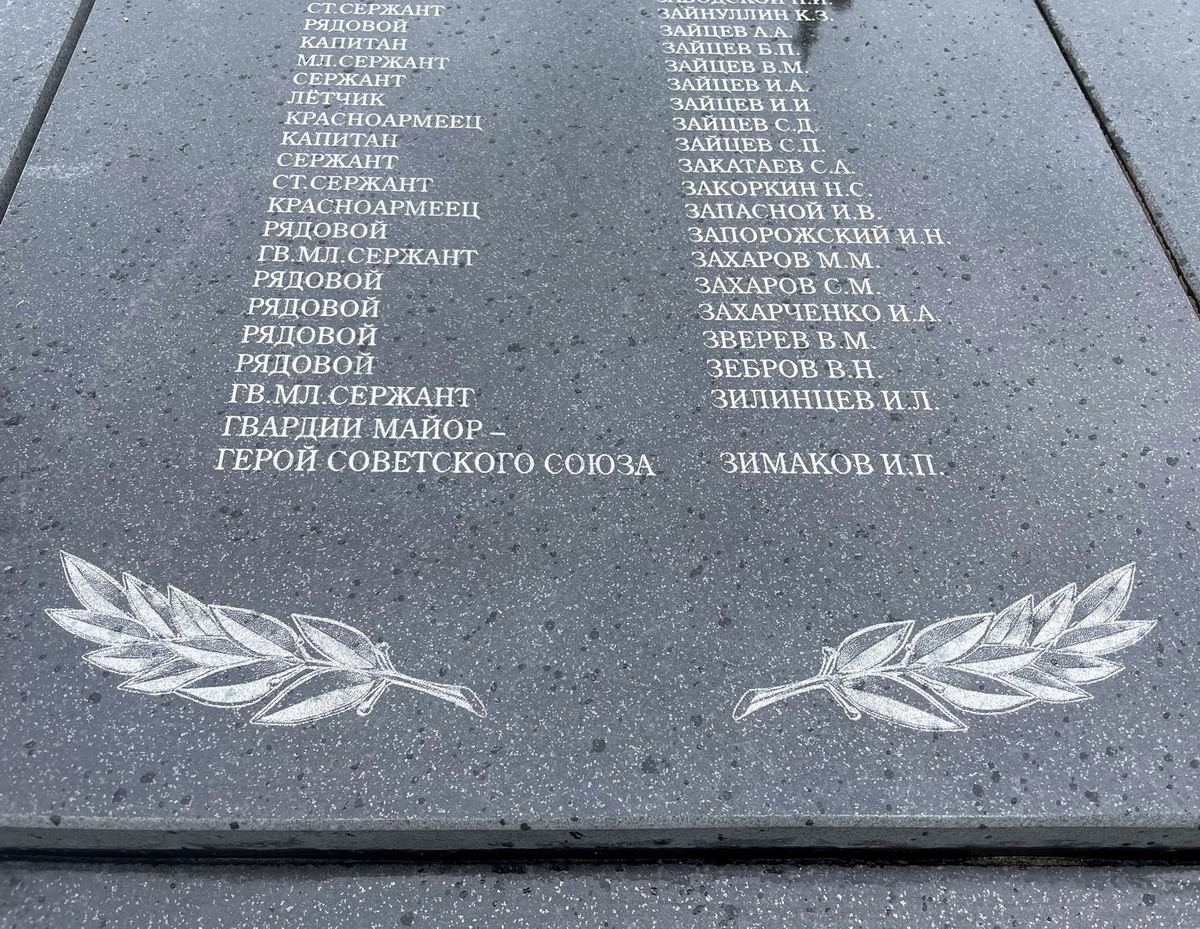 СТ.СЕРЖАНТ ЗАЙНУЛЛИН К.З.
РЯДОВОЙ ЗАЙЦЕВ А.А.
КАПИТАН ЗАЙЦЕВ Б.П.
МЛ.СЕРЖАНТ ЗАЙЦЕВ В.М.
СЕРЖАНТ ЗАЙЦЕВ И.А.
ЛЁТЧИК ЗАЙЦЕВ И.И
КРАСНОАРМЕЕЦ ЗАЙЦЕВ С.Д.
КАПИТАН ЗАЙЦЕВ С.П.
СЕРЖАНТ ЗАКАТАЕВ С.А.
СТ.СЕРЖАНТ ЗАКОРКИН Н.С.
КРАСНОАРМЕЕЦ ЗАПАСНОЙ И.В.
РЯДОВОЙ ЗАПОРОЖСКИЙ И.Н.
ГВ.МЛ.СЕРЖАНТ ЗАХАРОВ М.М.
РЯДОВОЙ ЗАХАРОВ С.М.
РЯДОВОЙ ЗАХАРЧЕНКО И.А.
РЯДОВОЙ ЗВЕРЕВ В.М.
РЯДОВОЙ ЗЕБРОВ В.Н.
ГВ.МЛ.СЕРЖАНТ ЗИЛИНЦЕВ И.Л.
ГВАРДИИ МАЙОР –
ГЕРОЙ СОВЕТСКОГО СОЮЗА ЗИМАКОВ И.П.